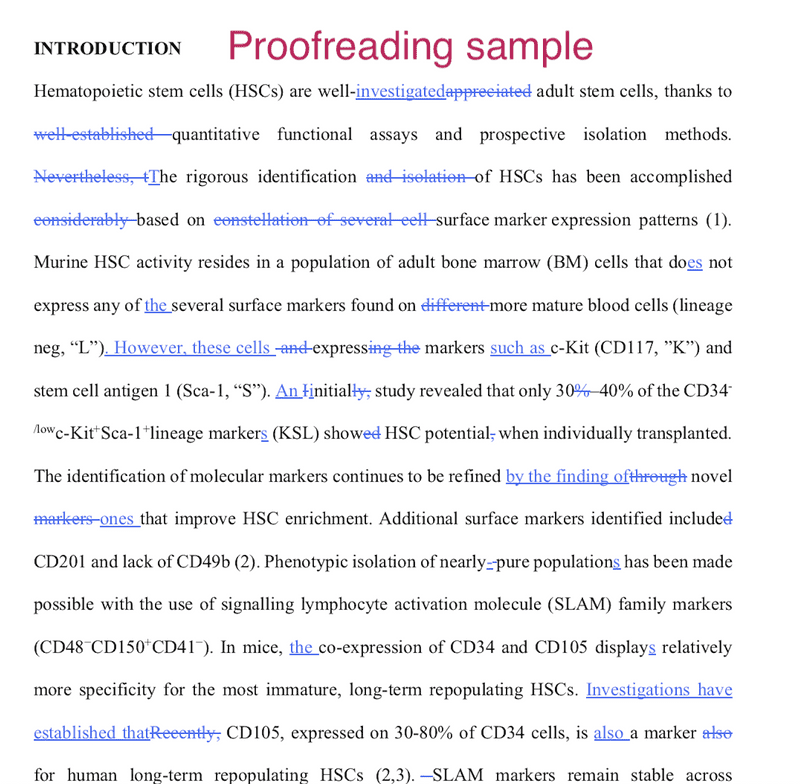 INTRODUCTION Proofreading sample
Hematopoietic stem cells (HSCs) are well-investigatedappreciated adult stem cells, thanks to
well-established quantitative functional assays and prospective isolation methods.
Nevertheless, tThe rigorous identification and isolation of HSCs has been accomplished
considerably based on constellation of several cell surface marker expression patterns (1).
Murine HSC activity resides in a population of adult bone marrow (BM) cells that does not
express any of the several surface markers found on different more mature blood cells (lineage
neg, “L”). However, these cells and expressing the markers such as c-Kit (CD117, ”K”) and
stem cell antigen 1 (Sca-1, “S”). An Iinitially, study revealed that only 30%–40% of the CD34-
/lowc-Kit+Sca-1+lineage markers (KSL) showed HSC potential, when individually transplanted.
The identification of molecular markers continues to be refined by the finding ofthrough novel
markers ones that improve HSC enrichment. Additional surface markers identified included
CD201 and lack of CD49b (2). Phenotypic isolation of nearly--pure populations has been made
possible with the use of signalling lymphocyte activation molecule (SLAM) family markers
(CD48−CD150+CD41−). In mice, the co-expression of CD34 and CD105 displays relatively
more specificity for the most immature, long-term repopulating HSCs. Investigations have
established thatRecently, CD105, expressed on 30-80% of CD34 cells, is also a marker also
for human long-term repopulating HSCs (2,3). SLAM markers remain stable across